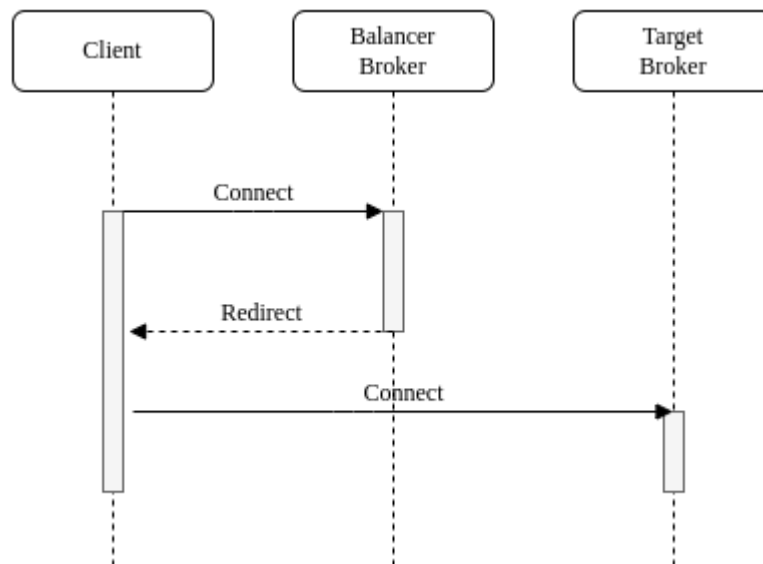 Client
Balancer
Broker
Target
Broker
Connect
Redirect
Connect